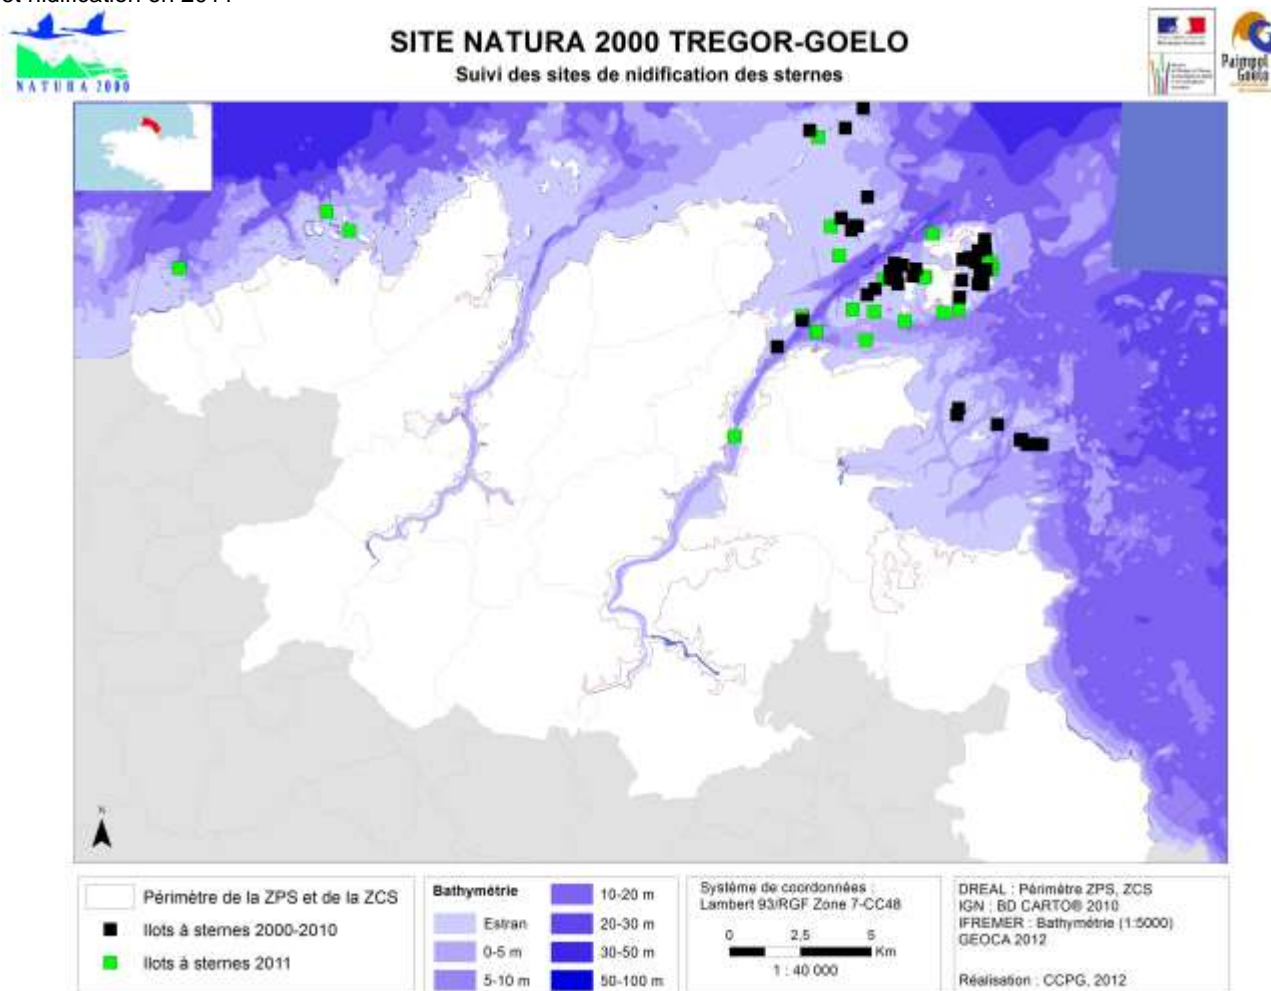 et nidification en 2011
NATURA 2000
SITE NATURA 2000 TREGOR-GOELO
Suivi des sites de nidification des sternes
Paimpol
Goëlo
N
Périmètre de la ZPS et de la ZCS
Ilots à sternes 2000-2010
Ilots à sternes 2011
Bathymétrie
Estran
0-5 m
5-10 m
10-20 m
20-30 m
30-50 m
50-100 m
Système de coordonnées :
Lambert 93/RGF Zone 7-CC48
0 2,5 5
Km
1 : 40 000
DREAL : Périmètre ZPS, ZCS
IGN : BD CARTO® 2010
IFREMER : Bathymétrie (1:5000)
GEOCA 2012
Réalisation : CCPG, 2012